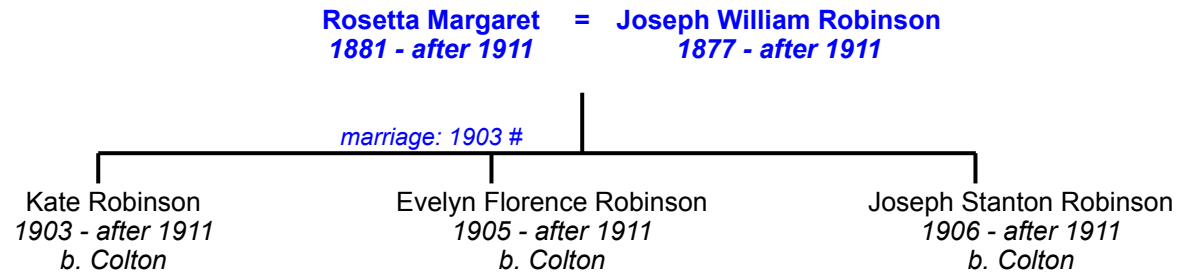 Rosetta Margaret = Joseph William Robinson
1881 - after 1911 1877 - after 1911
marriage: 1903 #
Kate Robinson Evelyn Florence Robinson Joseph Stanton Robinson
1903 - after 1911 1905 - after 1911 1906 - after 1911
b. Colton b. Colton b. Colton